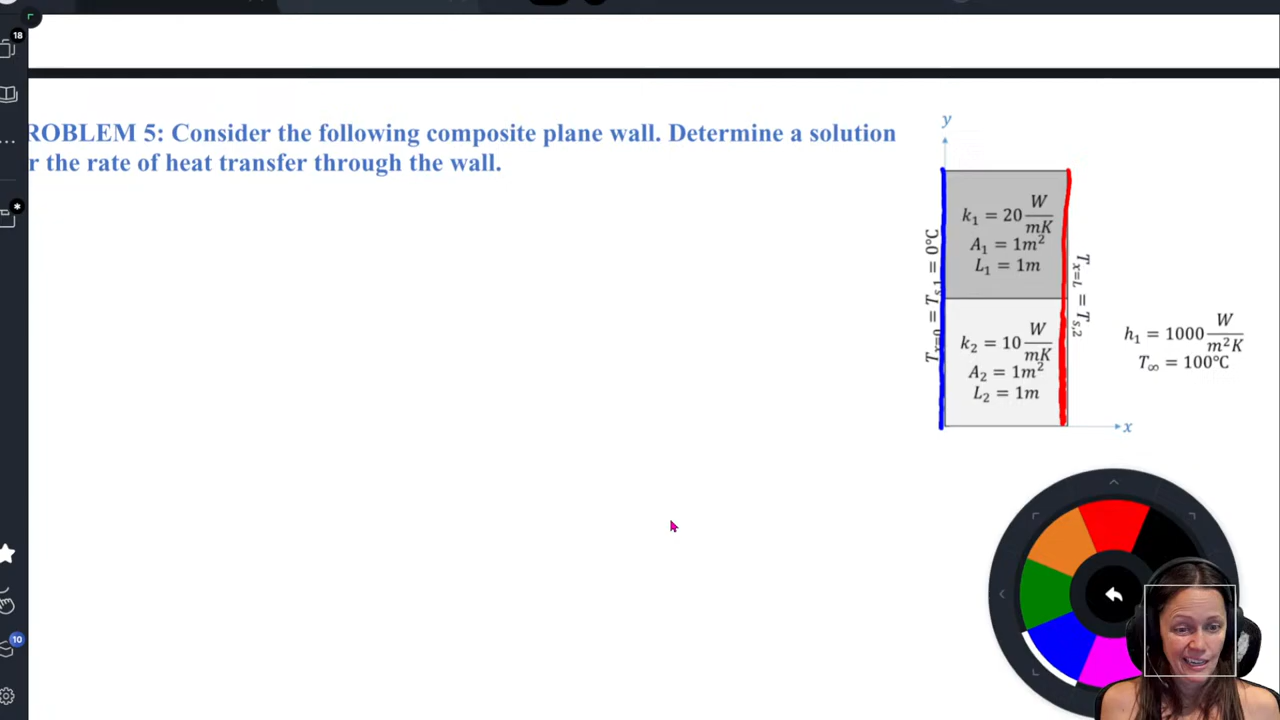 18
ROBLEM 5: Consider the following composite plane wall. Determine a solution
r the rate of heat transfer through the wall.
y
k₁ = 20 W/mK
A₁ = 1m²
L₁ = 1m
Tₓ₌₀ = Tₛ,₁ = 0℃
Tₓ₌L = Tₛ,₂
k₂ = 10 W/mK
A₂ = 1m²
L₂ = 1m
h₁ = 1000 W/m²K
T∞ = 100℃
x
10